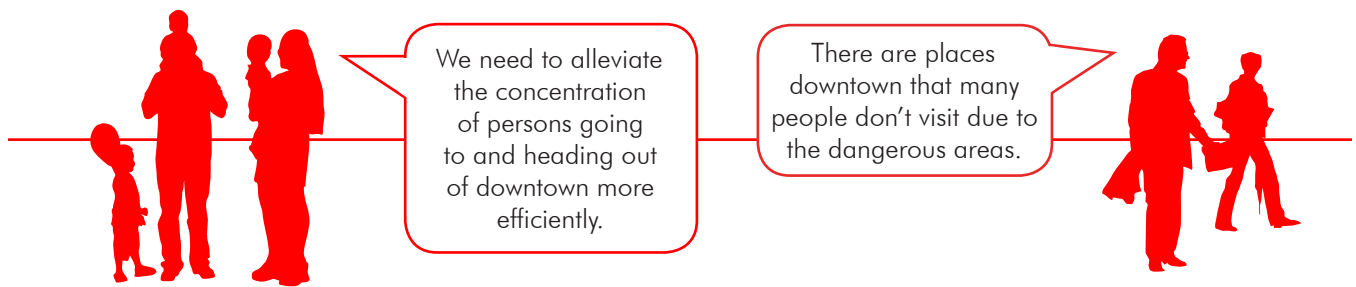 We need to alleviate
the concentration
of persons going
to and heading out
of downtown more
efficiently.
There are places
downtown that many
people don’t visit due to
the dangerous areas.